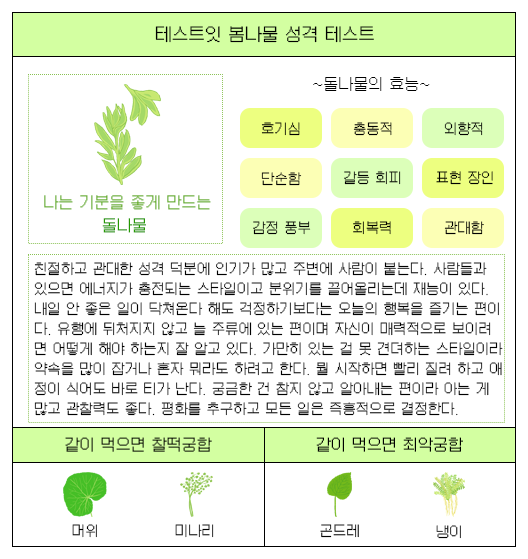 테스트잇 봄나물 성격 테스트
나는 기분을 좋게 만드는
돌나물
~돌나물의 효능~
호기심 충동적 외향적
단순함 갈등 회피 표현 장인
감정 풍부 회복력 관대함
친절하고 관대한 성격 덕분에 인기가 많고 주변에 사람이 붙는다. 사람들과
있으면 에너지가 충전되는 스타일이고 분위기를 끌어올리는데 재능이 있다.
내일 안 좋은 일이 닥쳐온다 해도 걱정하기보다는 오늘의 행복을 즐기는 편이
다. 유행에 뒤처지지 않고 늘 주류에 있는 편이며 자신이 매력적으로 보이려
면 어떻게 해야 하는지 잘 알고 있다. 가만히 있는 걸 못 견뎌하는 스타일이라
약속을 많이 잡거나 혼자 뭐라도 하려고 한다. 뭘 시작하면 빨리 질려 하고 애
정이 식어도 바로 티가 난다. 궁금한 건 참지 않고 알아내는 편이라 아는 게
많고 관찰력도 좋다. 평화를 추구하고 모든 일은 즉흥적으로 결정한다.
같이 먹으면 찰떡궁합
같이 먹으면 최악궁합
머위 미나리 곤드레 냉이